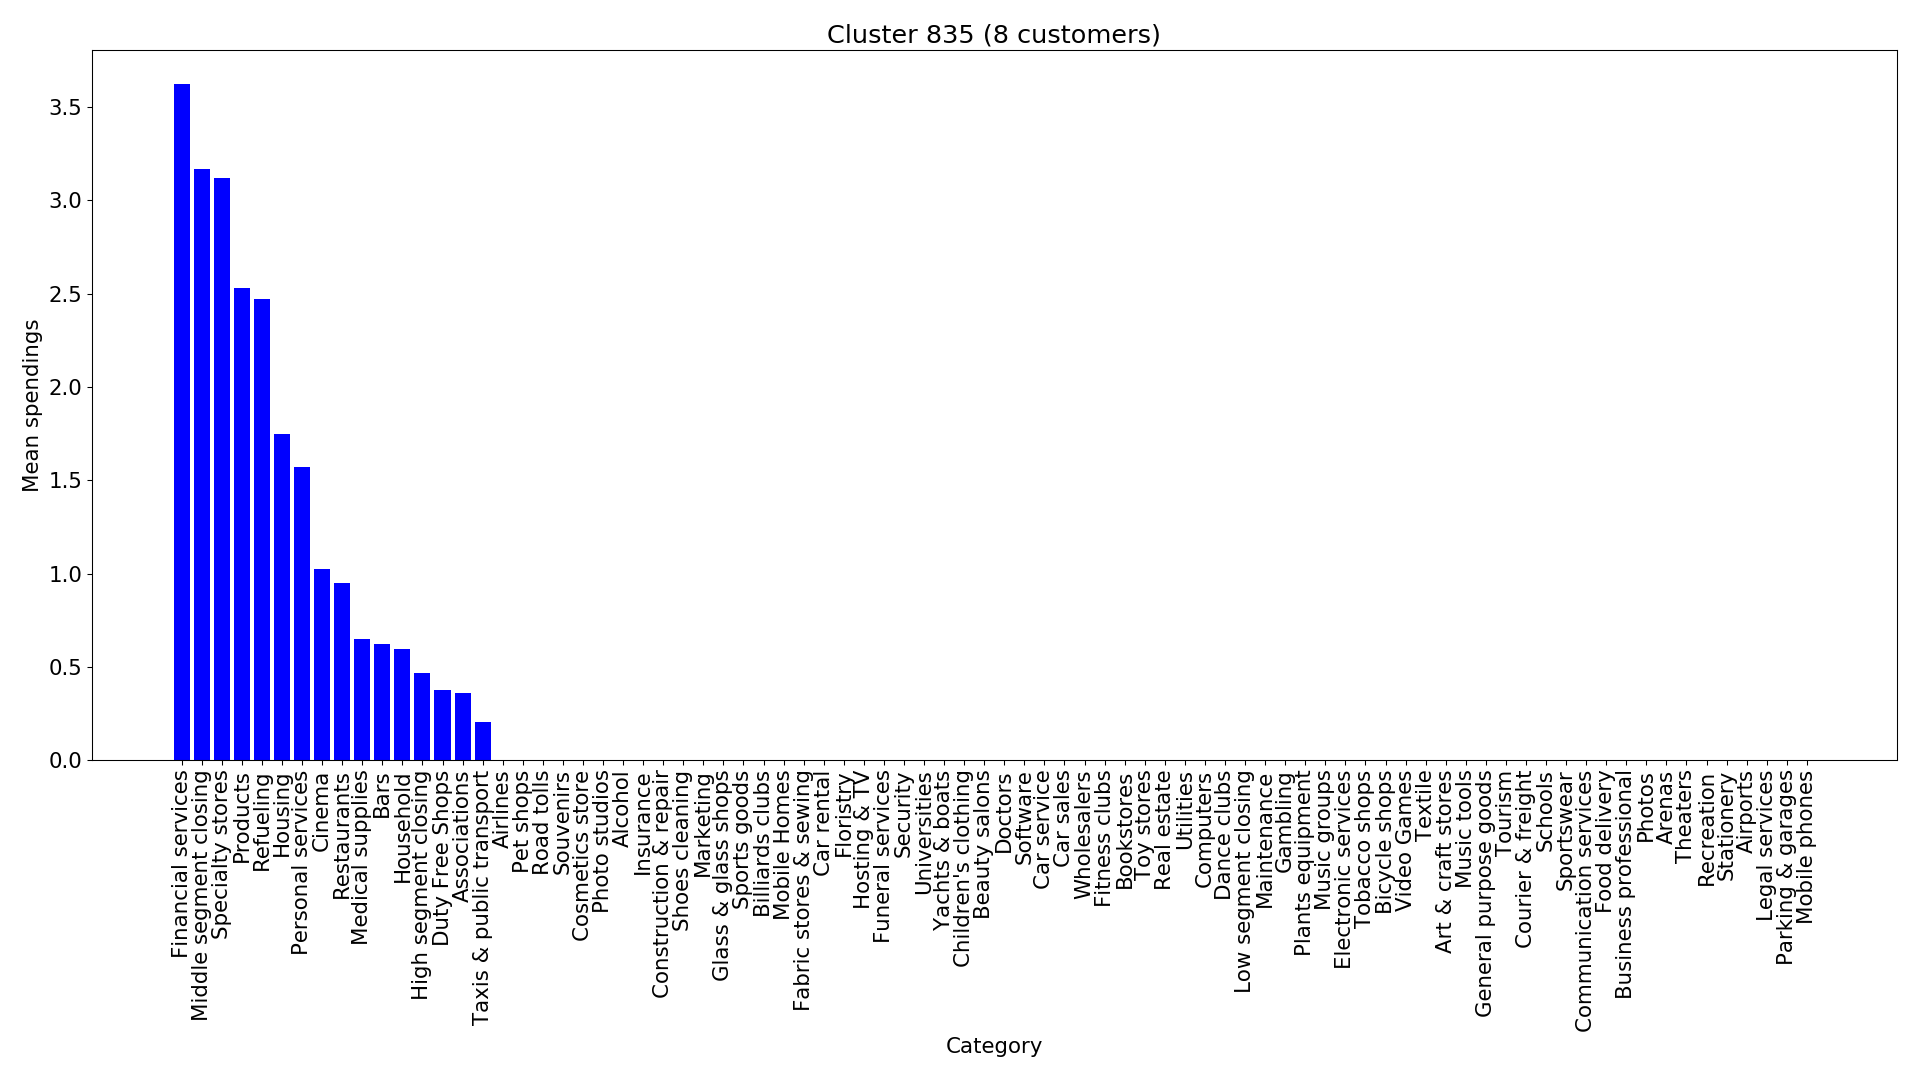 Cluster 835 (8 customers)
Mean spendings
3.5
3.0
2.5
2.0
1.5
1.0
0.5
0.0
Financial services
Middle segment closing
Specialty stores
Products
Refueling
Housing
Personal services
Cinema
Restaurants
Medical supplies
Bars
Household
High segment closing
Duty Free Shops
Associations
Taxis & public transport
Airlines
Pet shops
Road tolls
Souvenirs
Cosmetics store
Photo studios
Alcohol
Insurance
Construction & repair
Shoes cleaning
Marketing
Glass & glass shops
Sports goods
Billiards clubs
Mobile Homes
Fabric stores & sewing
Car rental
Floristry
Hosting & TV
Funeral services
Security
Universities
Yachts & boats
Children's clothing
Beauty salons
Doctors
Software
Car service
Car sales
Wholesalers
Fitness clubs
Bookstores
Toy stores
Real estate
Utilities
Computers
Dance clubs
Low segment closing
Maintenance
Gambling
Plants equipment
Music groups
Electronic services
Tobacco shops
Bicycle shops
Video Games
Textile
Art & craft stores
Music tools
General purpose goods
Tourism
Courier & freight
Schools
Sportswear
Communication services
Food delivery
Business professional
Photos
Arenas
Theaters
Recreation
Stationery
Airports
Legal services
Parking & garages
Mobile phones
Category